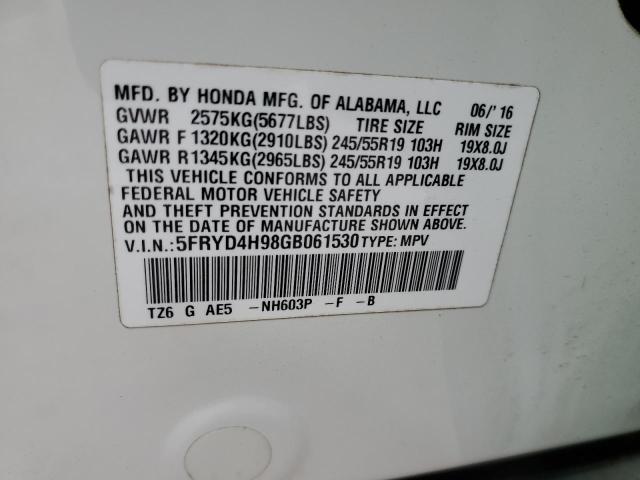 MFD. BY HONDA MFG. OF ALABAMA, LLC 06/'16
GVWR 2575KG(5677LBS) TIRE SIZE RIM SIZE
GAWR F 1320KG(2910LBS) 245/55R19 103H 19X8.0J
GAWR R 1345KG(2965LBS) 245/55R19 103H 19X8.0J
THIS VEHICLE CONFORMS TO ALL APPLICABLE
FEDERAL MOTOR VEHICLE SAFETY
AND THEFT PREVENTION STANDARDS IN EFFECT
ON THE DATE OF MANUFACTURE SHOWN ABOVE.
V.I.N.: 5FRYD4H98GB061530 TYPE: MPV
TZ6 G AE5 -NH603P -F -B